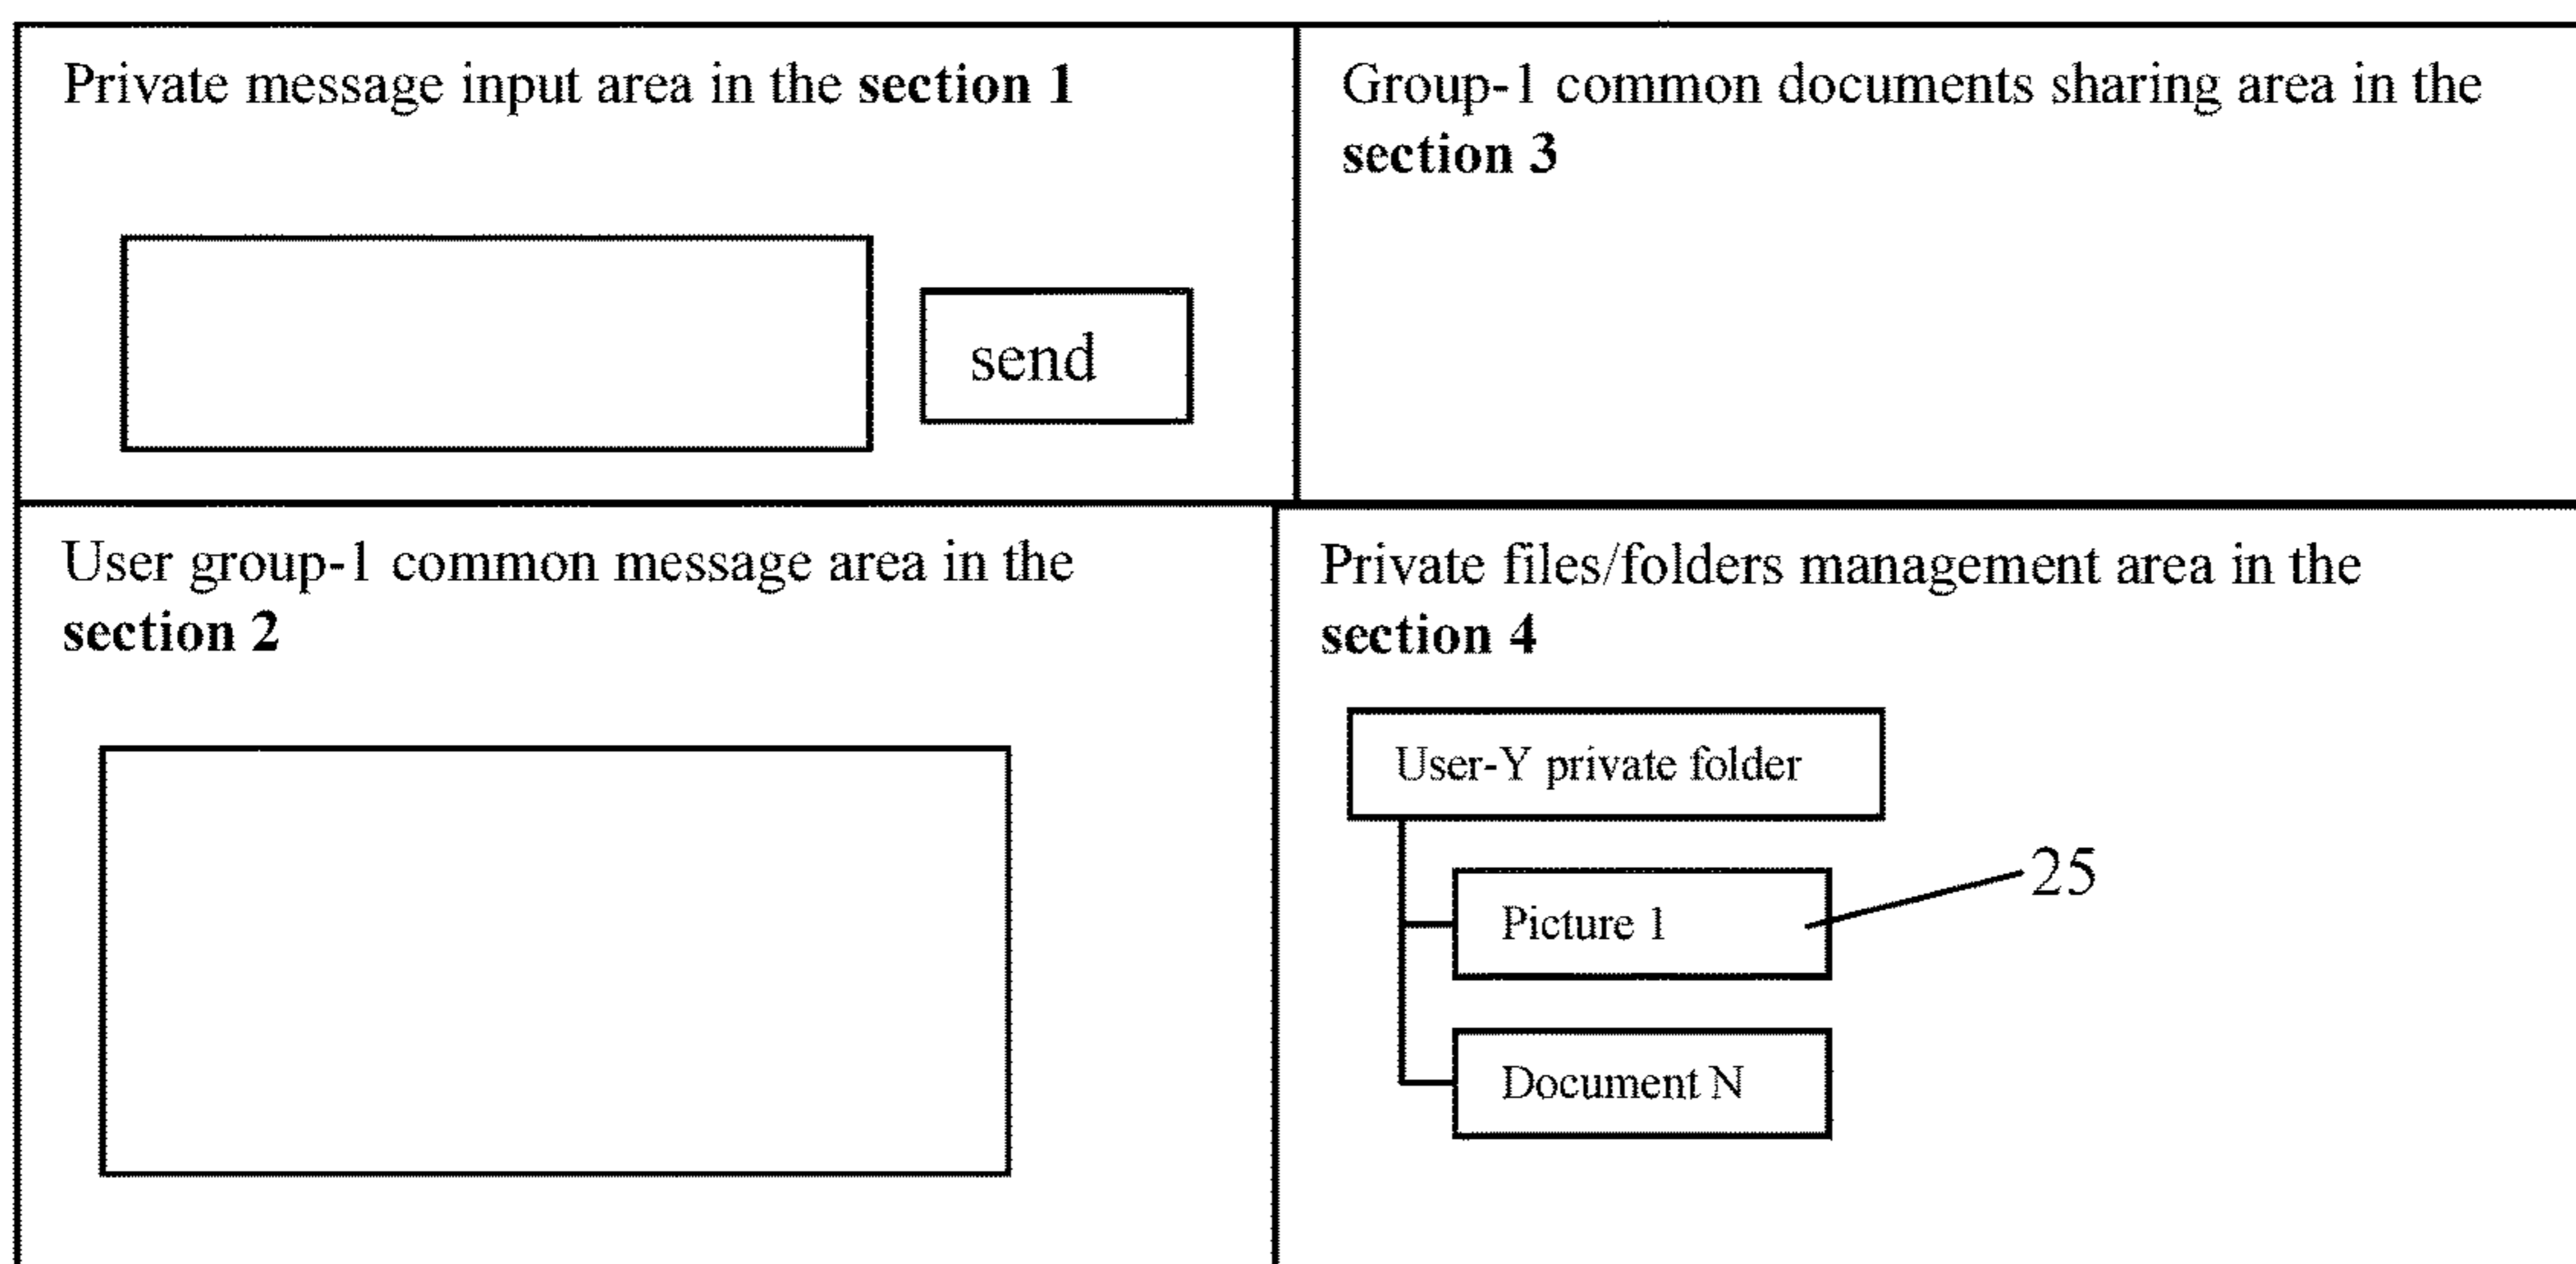 Private message input area in the section 1
send
Group-1 common documents sharing area in the
section 3
User group-1 common message area in the
section 2
Private files/folders management area in the
section 4
User-Y private folder
Picture 1
25
Document N